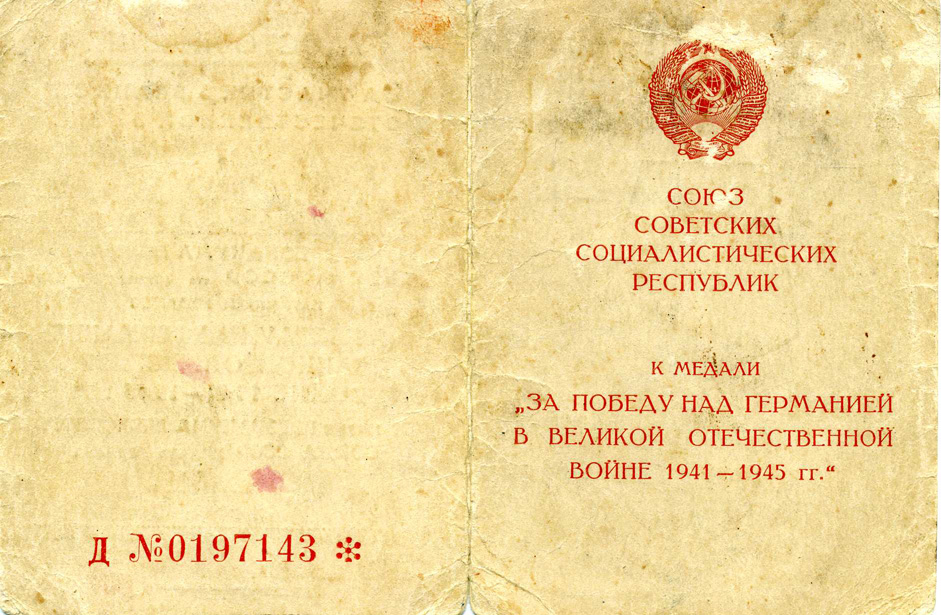 Д №0197143
СОЮЗ
СОВЕТСКИХ
СОЦИАЛИСТИЧЕСКИХ
РЕСПУБЛИК
К МЕДАЛИ
„ЗА ПОБЕДУ НАД ГЕРМАНИЕЙ
В ВЕЛИКОЙ ОТЕЧЕСТВЕННОЙ
ВОЙНЕ 1941—1945 гг.“